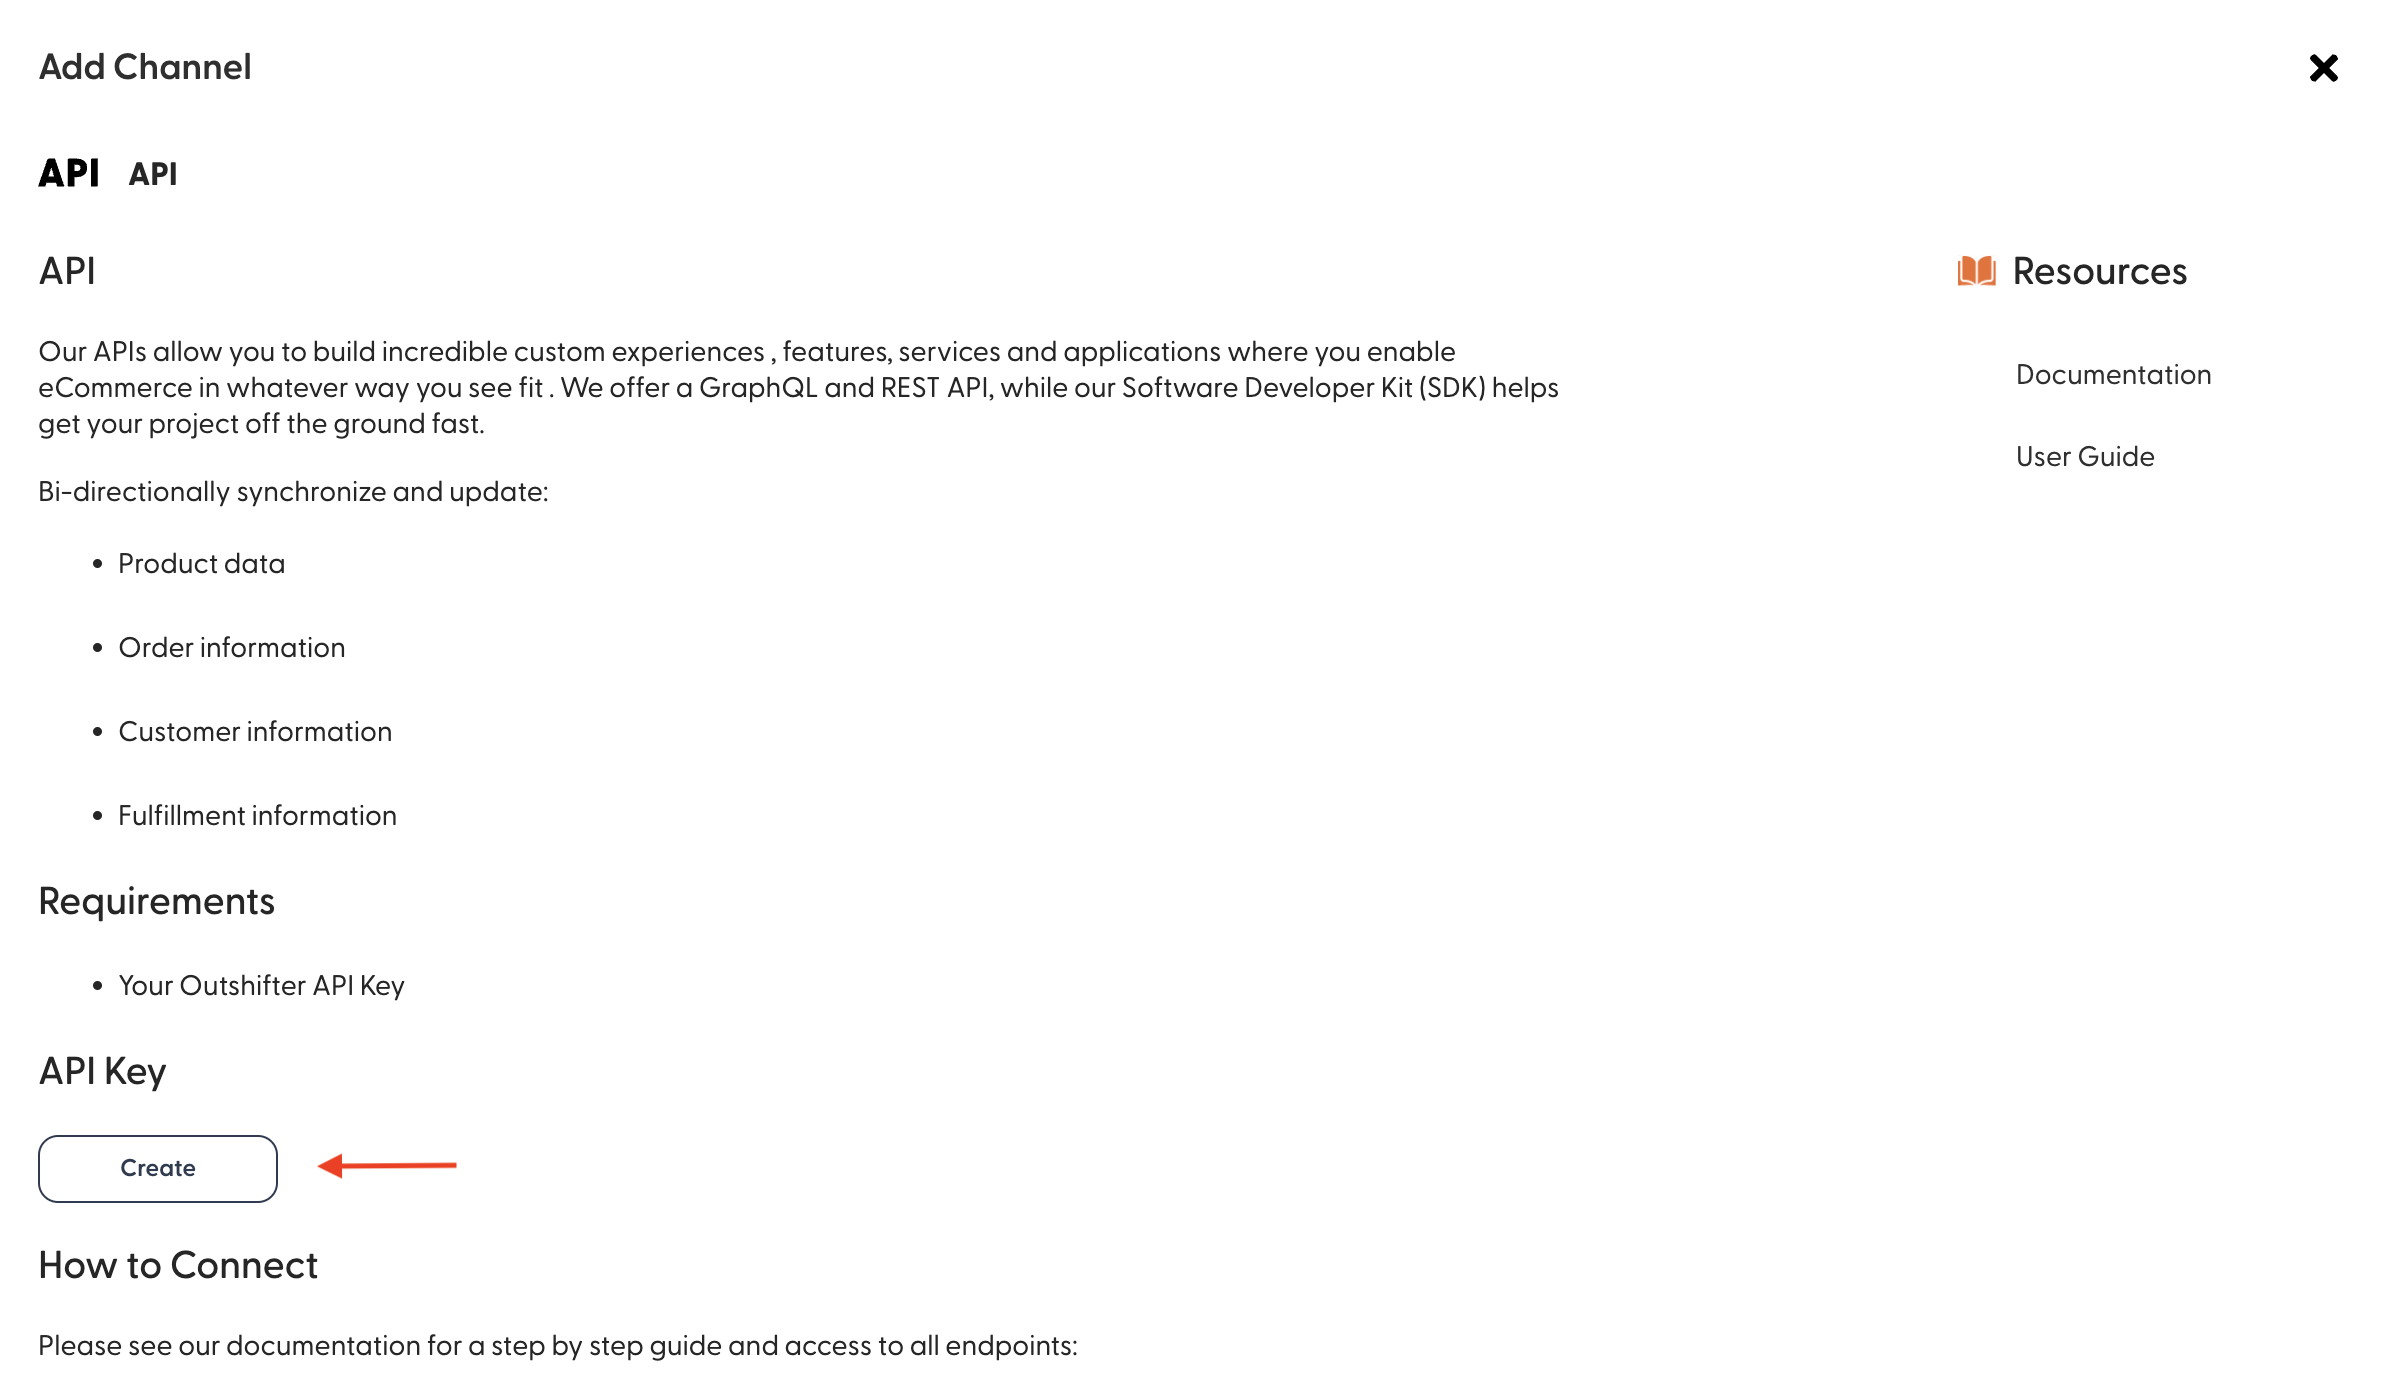 Add Channel
API API
API
Resources
Our APIs allow you to build incredible custom experiences , features, services and applications where you enable
eCommerce in whatever way you see fit . We offer a GraphQL and REST API, while our Software Developer Kit (SDK) helps
get your project off the ground fast.
Documentation
User Guide
Bi-directionally synchronize and update:
• Product data
• Order information
• Customer information
• Fulfillment information
Requirements
• Your Outshifter API Key
API Key
Create
How to Connect
Please see our documentation for a step by step guide and access to all endpoints: